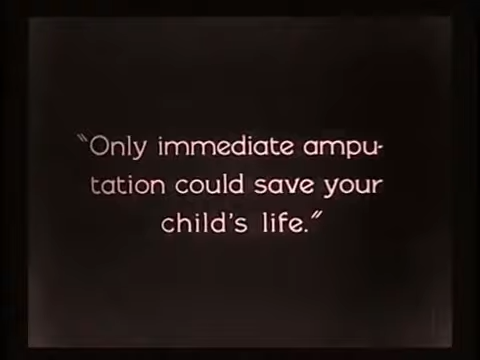 "Only immediate ampu-
tation could save your
child's life."